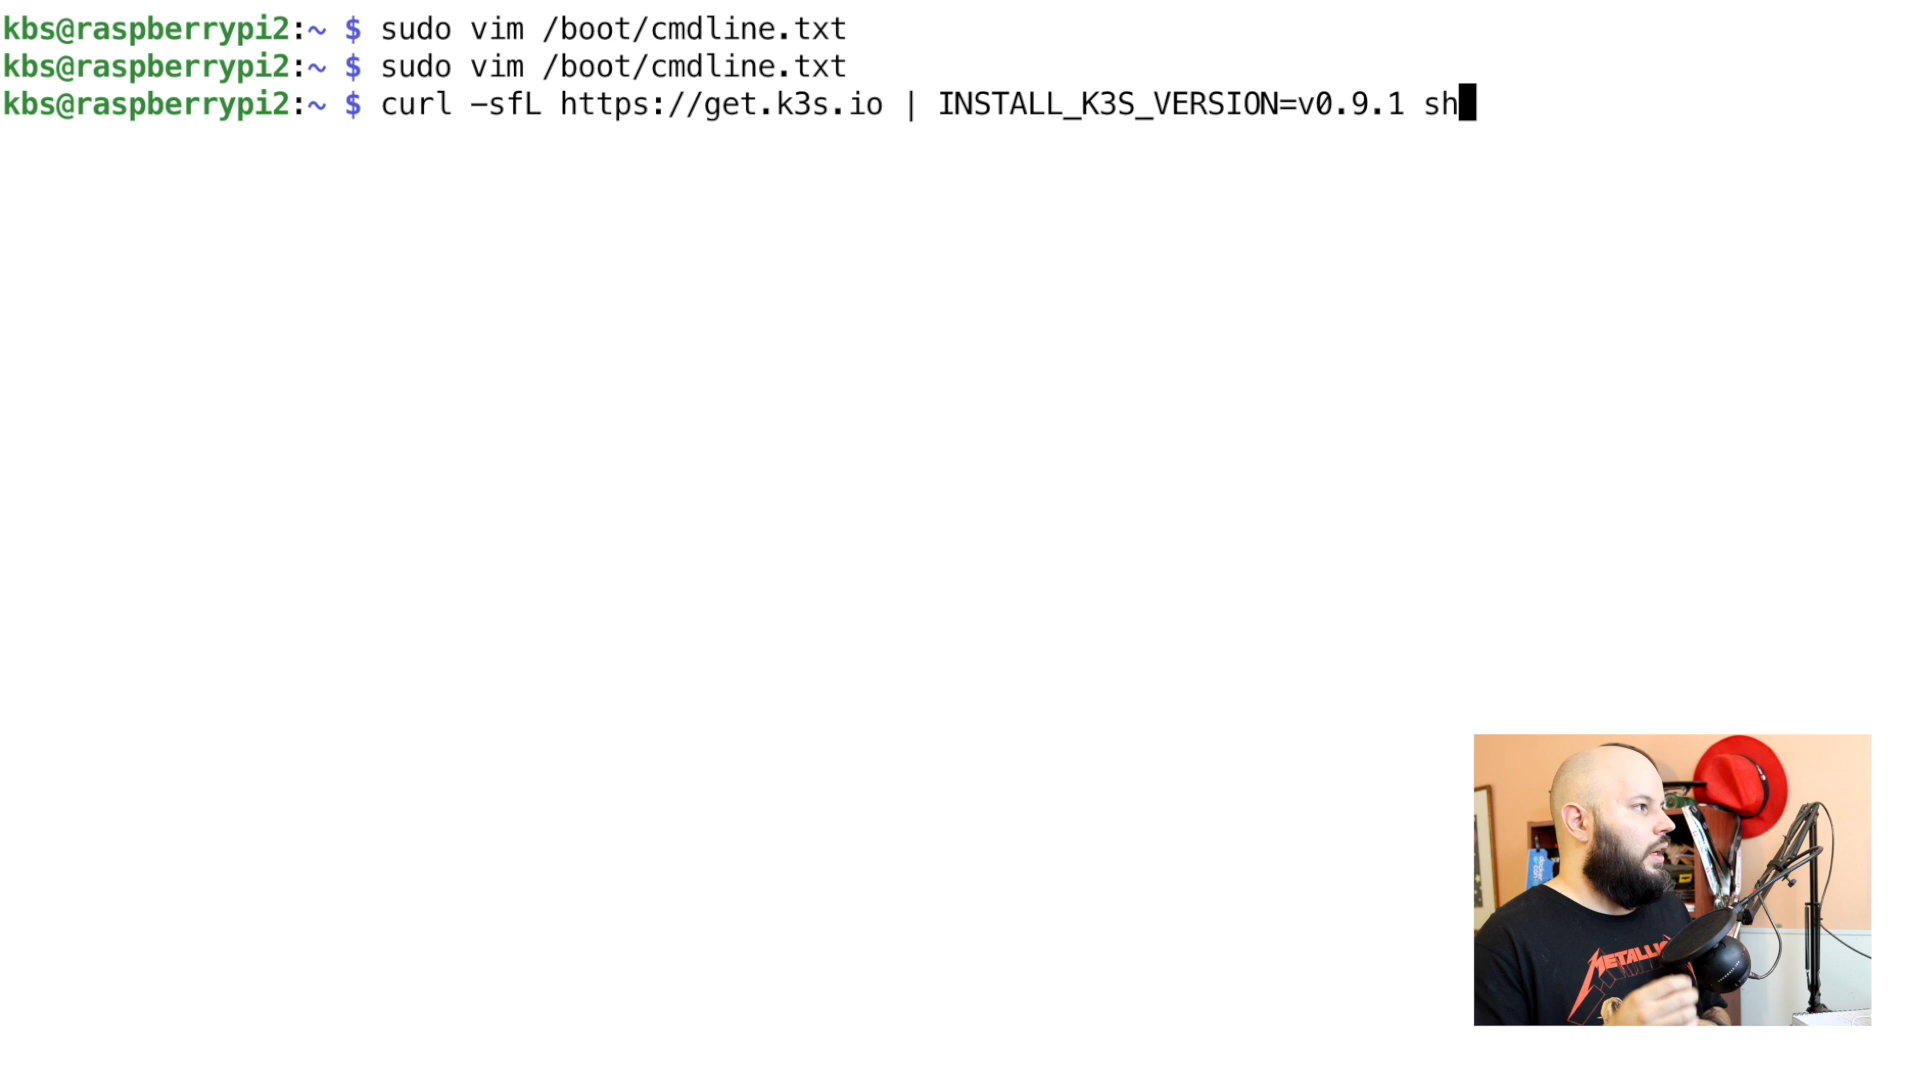 kbs@raspberrypi2:~ $ sudo vim /boot/cmdline.txt
kbs@raspberrypi2:~ $ sudo vim /boot/cmdline.txt
kbs@raspberrypi2:~ $ curl -sfL https://get.k3s.io | INSTALL_K3S_VERSION=v0.9.1 sh
METALLIC